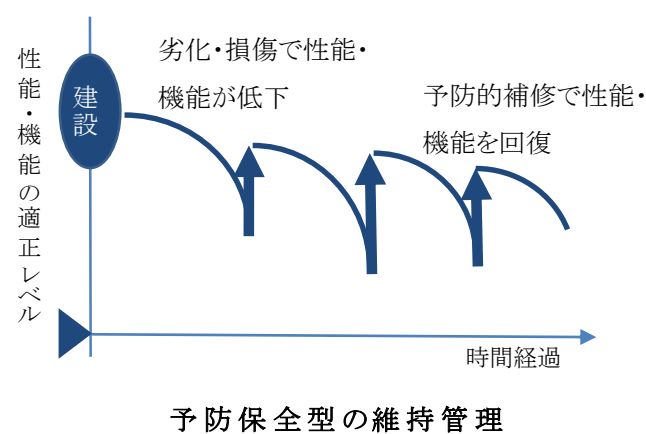 性能・機能の適正レベル
建設
劣化・損傷で性能・
機能が低下
予防的補修で性能・
機能を回復
時間経過
予防保全型の維持管理